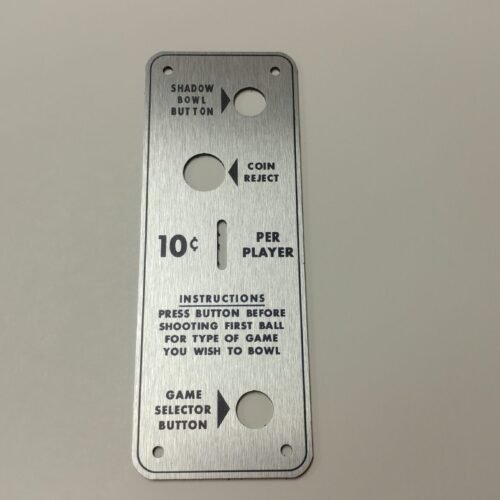 SHADOW
BOWL
BUTTON
COIN
REJECT
10¢
PER
PLAYER
INSTRUCTIONS
PRESS BUTTON BEFORE
SHOOTING FIRST BALL
FOR TYPE OF GAME
YOU WISH TO BOWL
GAME
SELECTOR
BUTTON